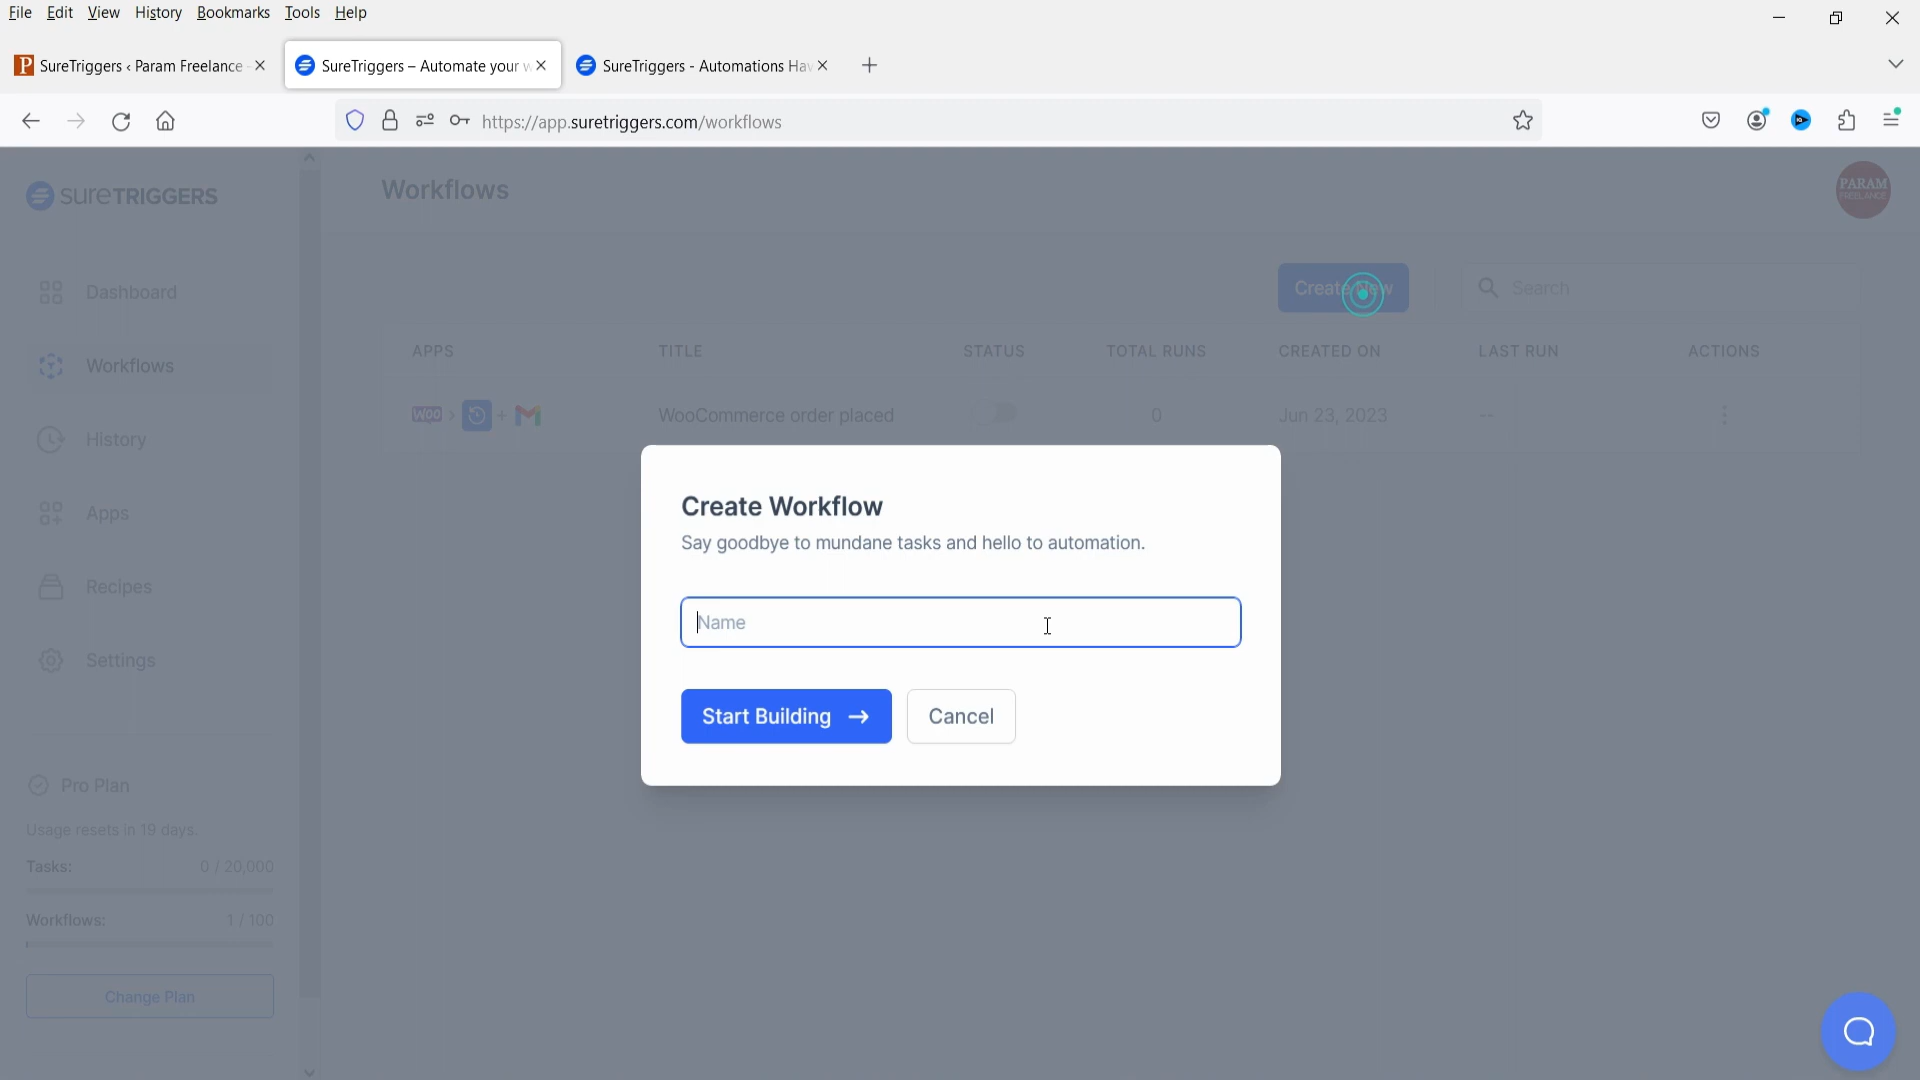 File Edit View History Bookmarks Tools Help
SureTriggers ‹ Param Freelance
SureTriggers – Automate your w
SureTriggers - Automations Hav
https://app.suretriggers.com/workflows
SURETRIGGERS
Workflows
PARAM
FREELANCE
Dashboard
Workflows
History
Apps
Recipes
Settings
Create New
Search
APPS TITLE STATUS TOTAL RUNS CREATED ON LAST RUN ACTIONS
WOO WooCommerce order placed 0 Jun 23, 2023 --
Create Workflow
Say goodbye to mundane tasks and hello to automation.
Name
Start Building → Cancel
Pro Plan
Usage resets in 19 days.
Tasks: 0 / 20,000
Workflows: 1 / 100
Change Plan